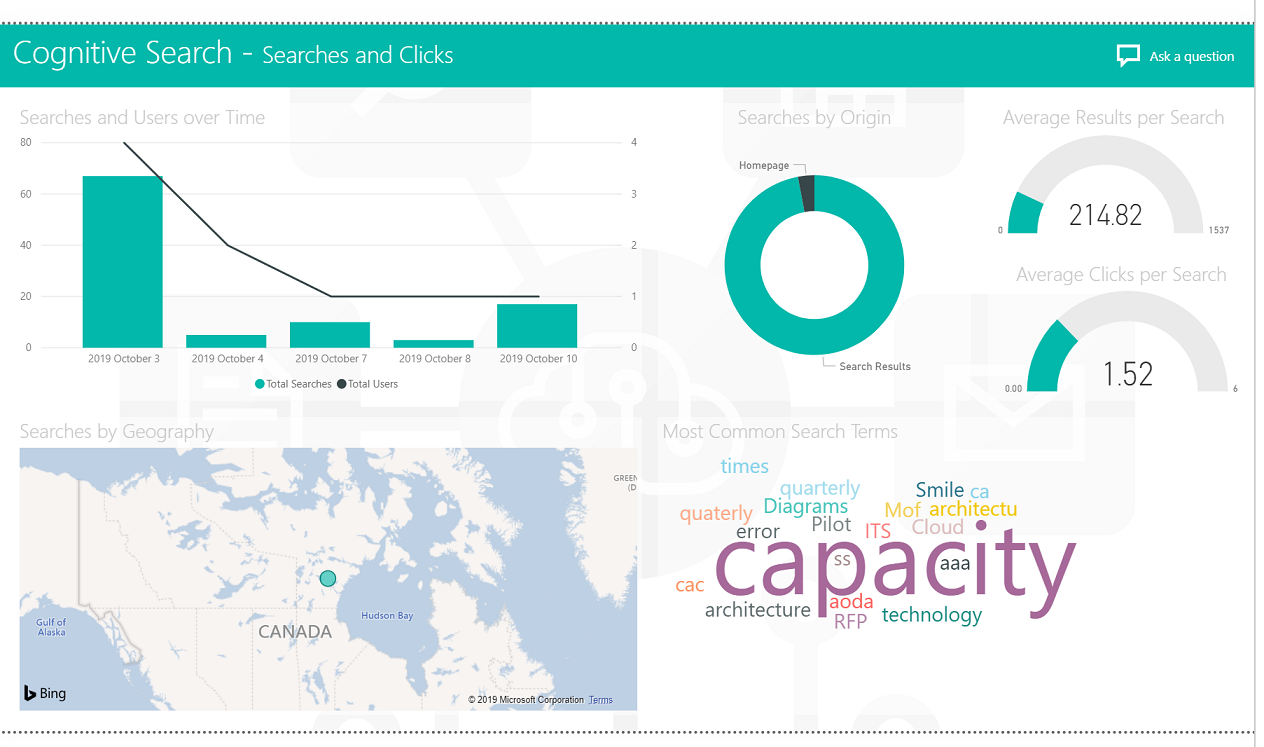 Cognitive Search - Searches and Clicks
Ask a question
Searches and Users over Time
80
60
40
20
0
4
3
2
1
0
2019 October 3
2019 October 4
2019 October 7
2019 October 8
2019 October 10
Total Searches
Total Users
Searches by Origin
Homepage
Search Results
Average Results per Search
214.82
0
1537
Average Clicks per Search
1.52
0.00
6
Searches by Geography
GREEN
(D
Gulf of
Alaska
Hudson Bay
CANADA
Bing
© 2019 Microsoft Corporation Terms
Most Common Search Terms
times
quarterly
Smile
ca
quaterly
Diagrams
Mof
architectu
error
Pilot
ITS
Cloud
capacity
ss
aaa
cac
aoda
architecture
RFP
technology